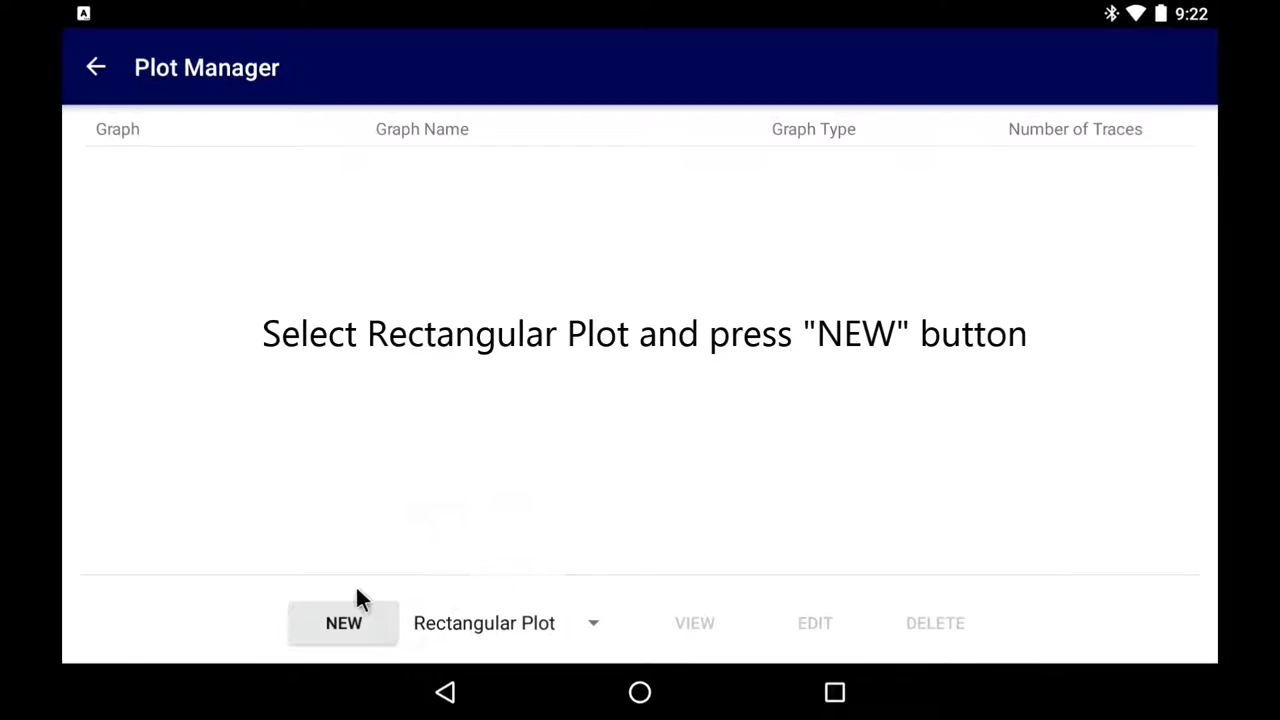 A
9:22
Plot Manager
Graph Graph Name Graph Type Number of Traces
Select Rectangular Plot and press "NEW" button
NEW Rectangular Plot VIEW EDIT DELETE